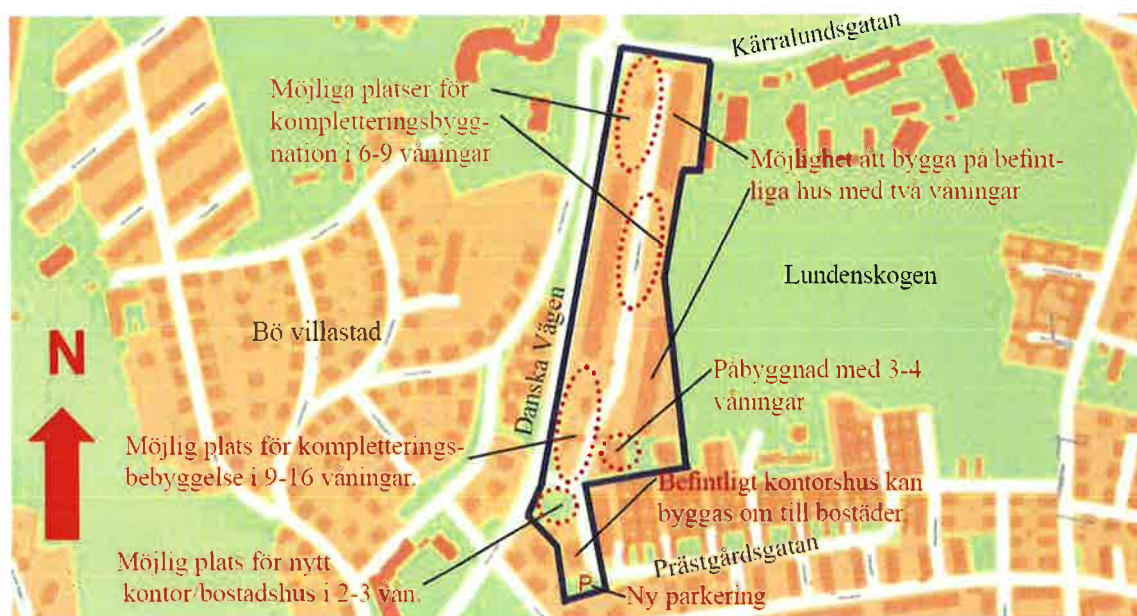 Kärralundsgatan
Möjliga platser för
kompletteringsbygg-
nation i 6-9 våningar
Möjlighet att bygga på befint-
liga hus med två våningar
Lundenskogen
Bö villastad
N
Danska Vägen
Påbyggnad med 3-4
våningar
Möjlig plats för kompletterings-
bebyggelse i 9-16 våningar.
Befintligt kontorshus kan
byggas om till bostäder
Prästgårdsgatan
Möjlig plats för nytt
kontor/bostadshus i 2-3 vån.
P
Ny parkering